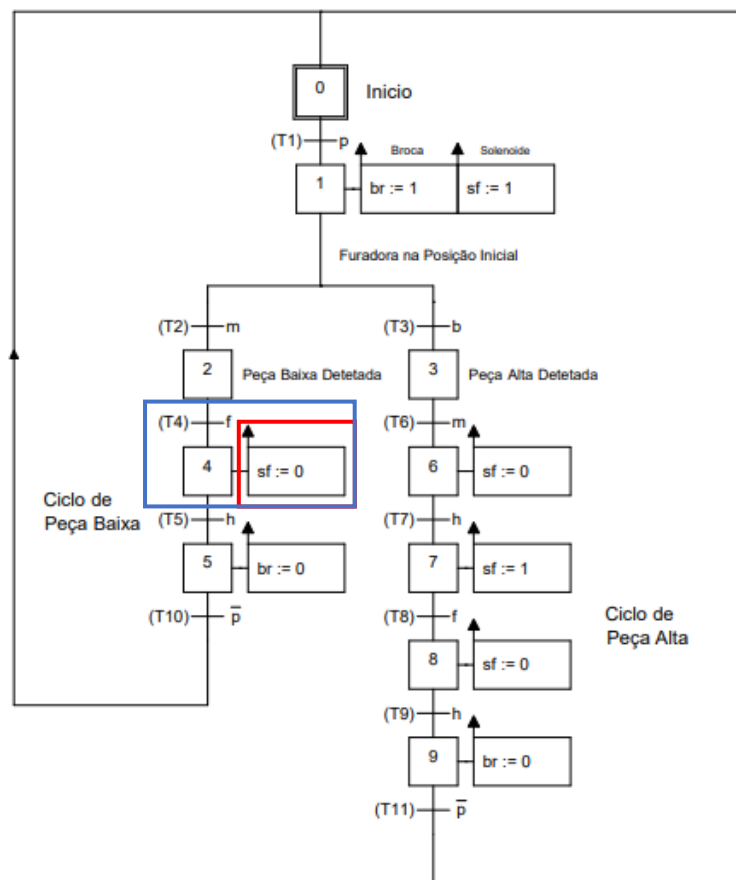 0 Inicio
(T1) p Broca Solenoide
1 br := 1 sf := 1
Furadora na Posição Inicial
(T2) m (T3) b
2 Peça Baixa Detetada 3 Peça Alta Detetada
(T4) f (T6) m
4 sf := 0 6 sf := 0
Ciclo de
Peça Baixa
(T5) h (T7) h
5 br := 0 7 sf := 1
(T10) p̅ (T8) f
Ciclo de
Peça Alta
8 sf := 0
(T9) h
9 br := 0
(T11) p̅